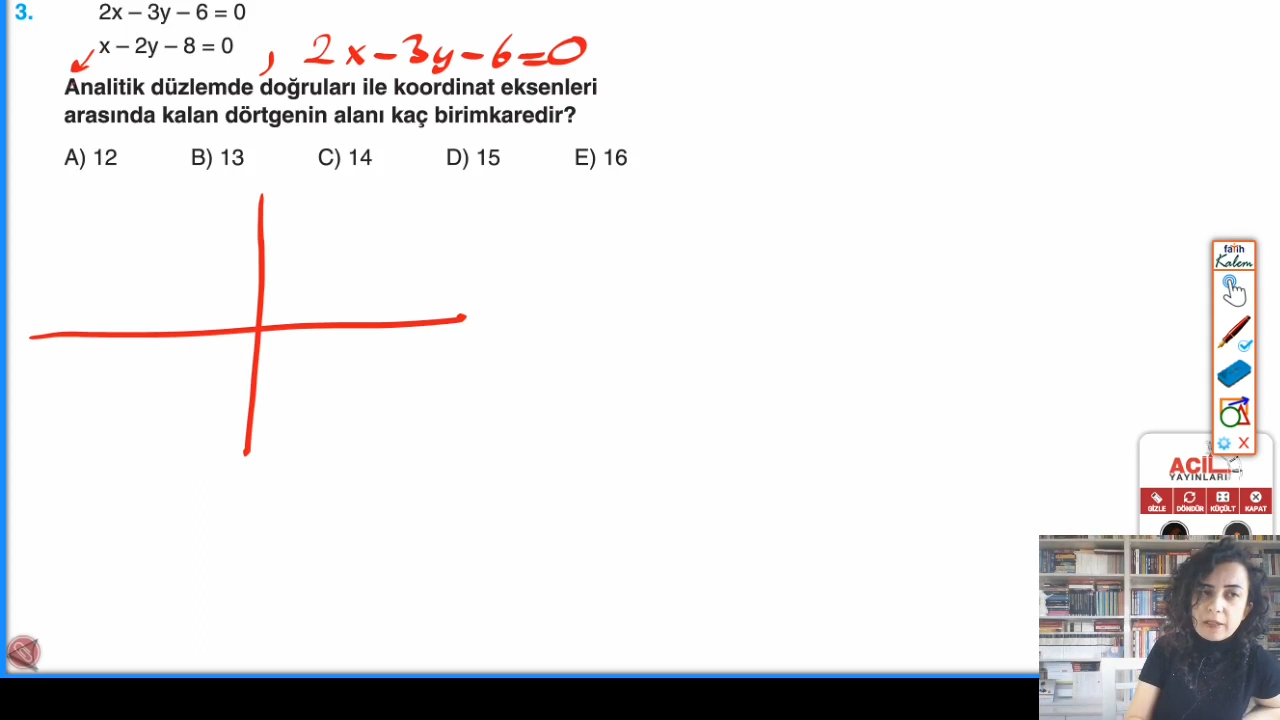 3. 2x – 3y – 6 = 0
x – 2y – 8 = 0 , 2x – 3y – 6 = 0
Analitik düzlemde doğruları ile koordinat eksenleri
arasında kalan dörtgenin alanı kaç birimkaredir?
A) 12 B) 13 C) 14 D) 15 E) 16
fatih
Kalem
ACİL
YAYINLARI
GİZLE DÖNDÜR KÜÇÜLT KAPAT